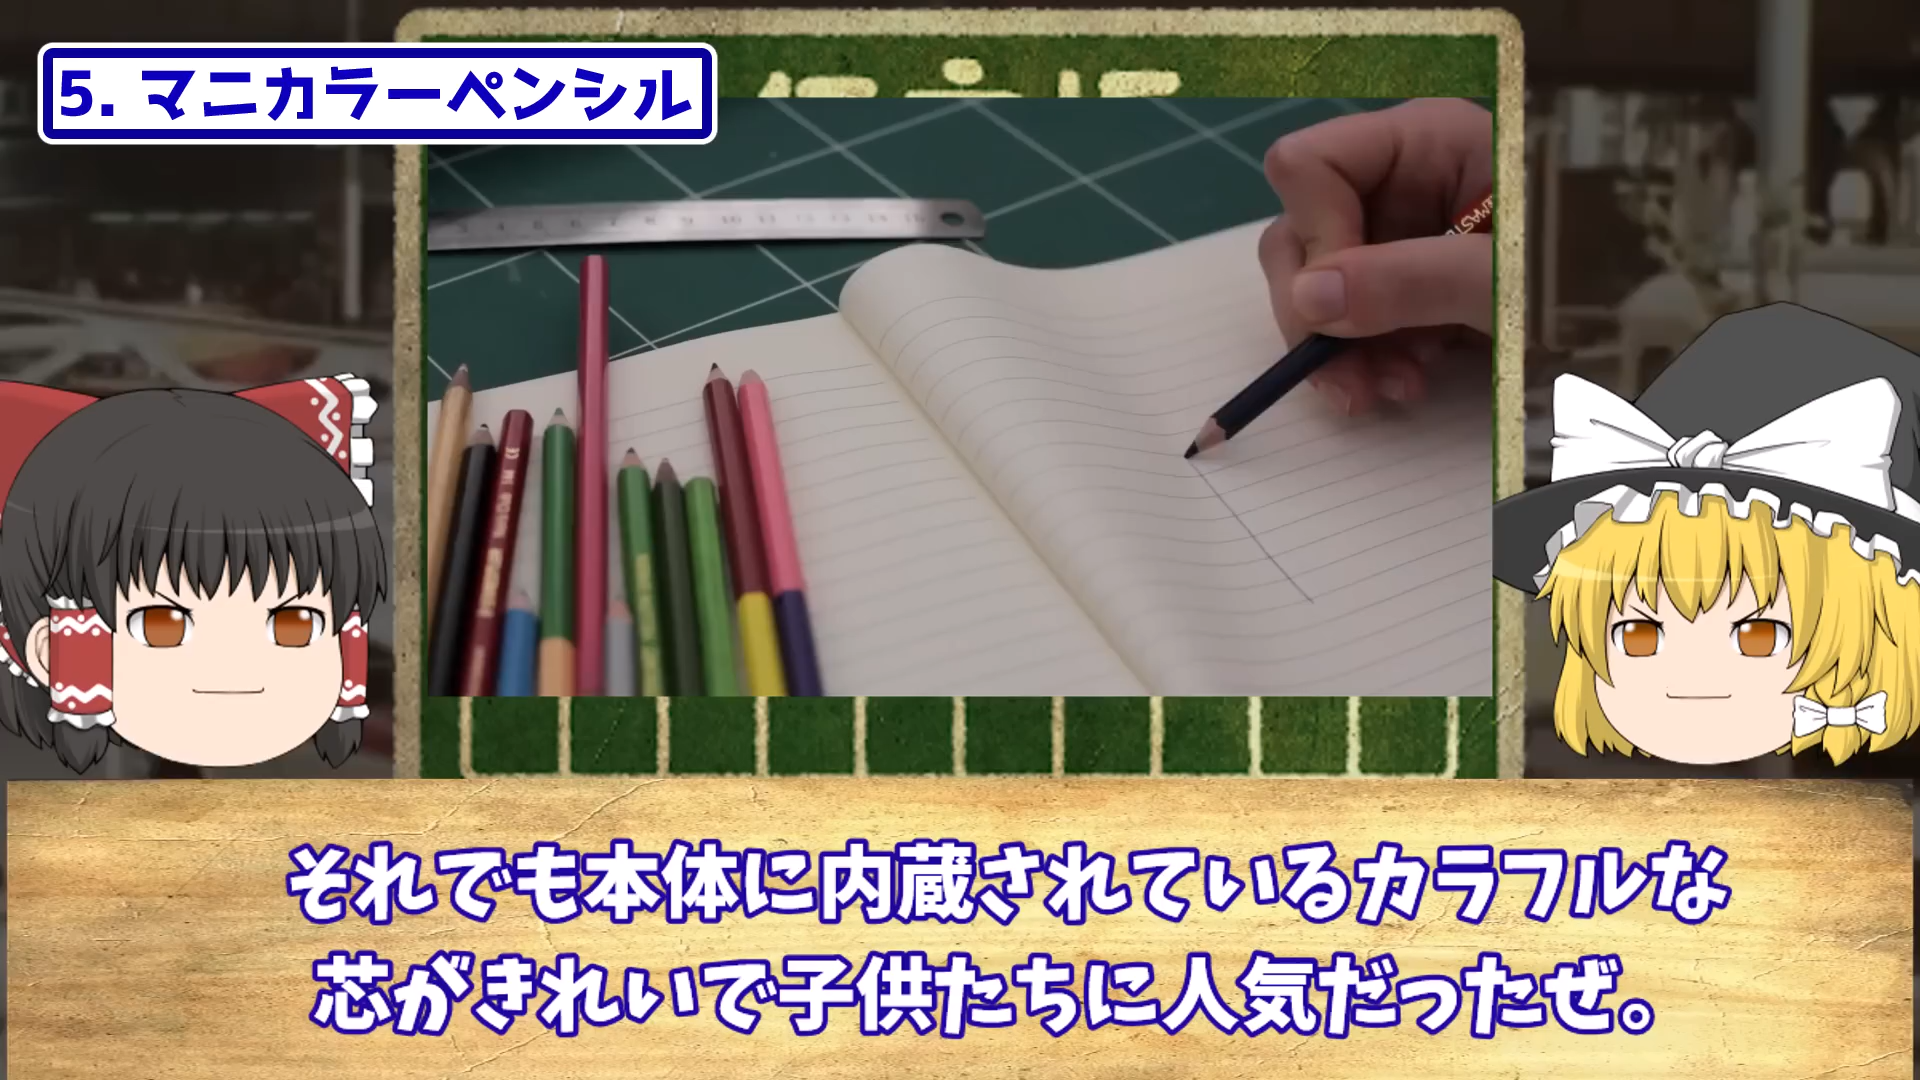 5. マニカラーペンシル
それでも本体に内蔵されているカラフルな
芯がきれいで子供たちに人気だったぜ。